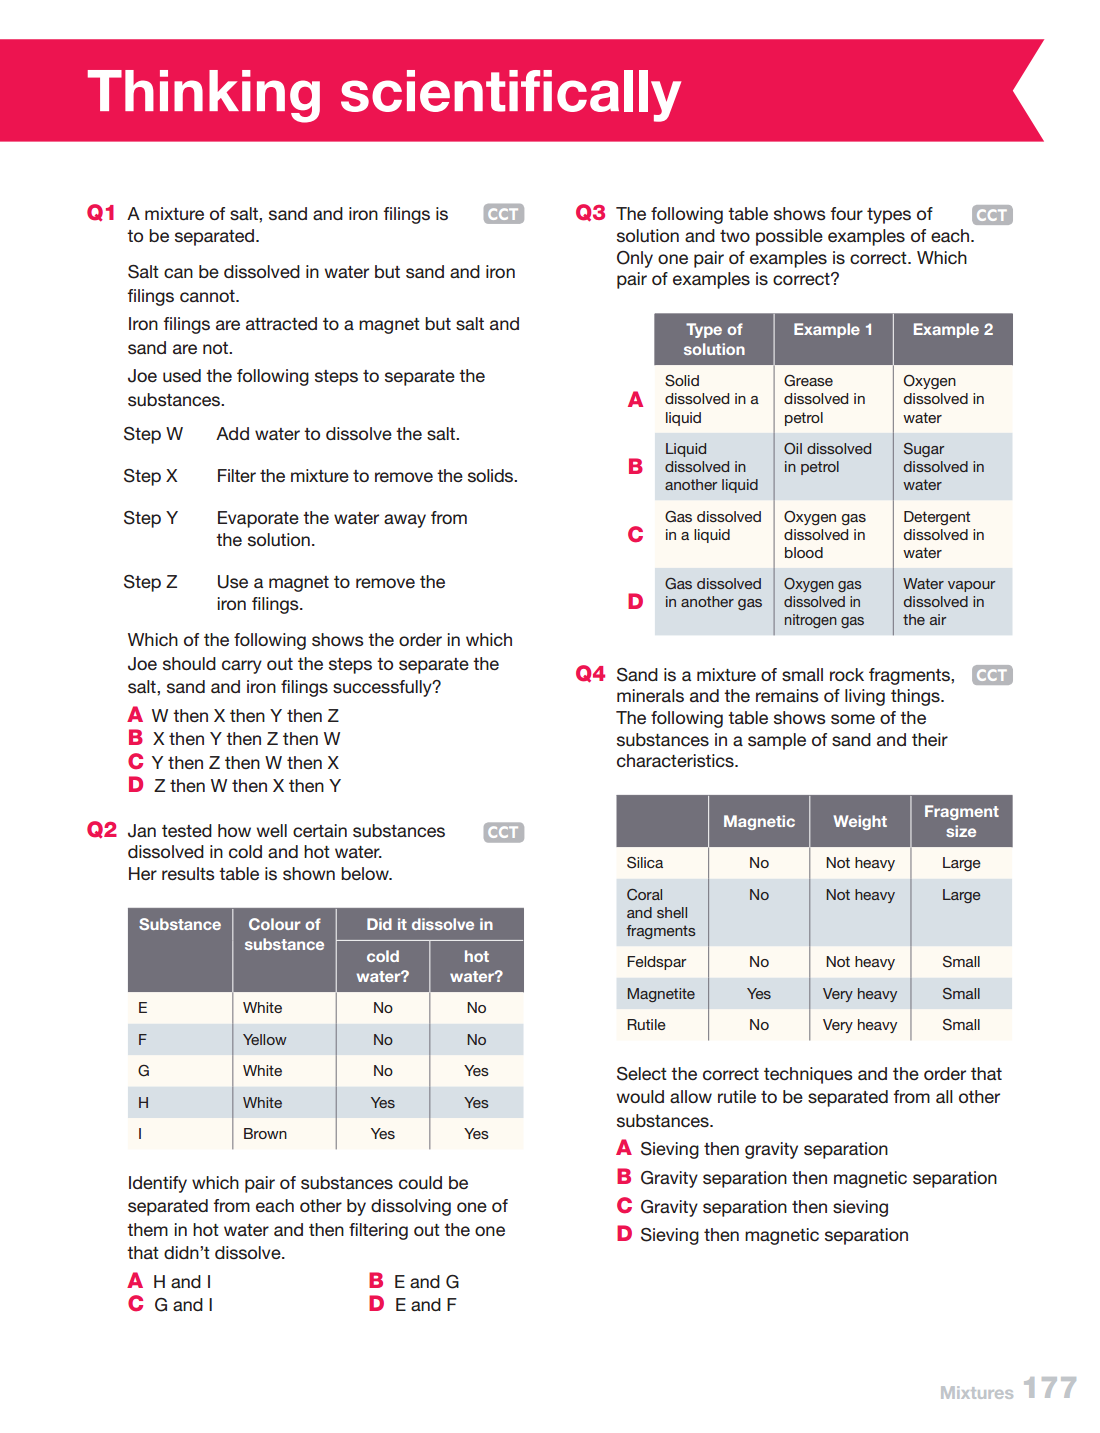 Thinking scientifically
Q1 A mixture of salt, sand and iron filings is CCT
to be separated.
Salt can be dissolved in water but sand and iron
filings cannot.
Iron filings are attracted to a magnet but salt and
sand are not.
Joe used the following steps to separate the
substances.
Step W Add water to dissolve the salt.
Step X Filter the mixture to remove the solids.
Step Y Evaporate the water away from
the solution.
Step Z Use a magnet to remove the
iron filings.
Which of the following shows the order in which
Joe should carry out the steps to separate the
salt, sand and iron filings successfully?
A W then X then Y then Z
B X then Y then Z then W
C Y then Z then W then X
D Z then W then X then Y
Q2 Jan tested how well certain substances CCT
dissolved in cold and hot water.
Her results table is shown below.
Substance Colour of Did it dissolve in
substance
cold hot
water? water?
E White No No
F Yellow No No
G White No Yes
H White Yes Yes
I Brown Yes Yes
Identify which pair of substances could be
separated from each other by dissolving one of
them in hot water and then filtering out the one
that didn't dissolve.
A H and I B E and G
C G and I D E and F
Q3 The following table shows four types of CCT
solution and two possible examples of each.
Only one pair of examples is correct. Which
pair of examples is correct?
Type of Example 1 Example 2
solution
Solid Grease Oxygen
A dissolved in a dissolved in dissolved in
liquid petrol water
Liquid Oil dissolved Sugar
B dissolved in in petrol dissolved in
another liquid water
Gas dissolved Oxygen gas Detergent
C in a liquid dissolved in dissolved in
blood water
Gas dissolved Oxygen gas Water vapour
D in another gas dissolved in dissolved in
nitrogen gas the air
Q4 Sand is a mixture of small rock fragments, CCT
minerals and the remains of living things.
The following table shows some of the
substances in a sample of sand and their
characteristics.
Magnetic Weight Fragment
size
Silica No Not heavy Large
Coral No Not heavy Large
and shell
fragments
Feldspar No Not heavy Small
Magnetite Yes Very heavy Small
Rutile No Very heavy Small
Select the correct techniques and the order that
would allow rutile to be separated from all other
substances.
A Sieving then gravity separation
B Gravity separation then magnetic separation
C Gravity separation then sieving
D Sieving then magnetic separation
Mixtures 177